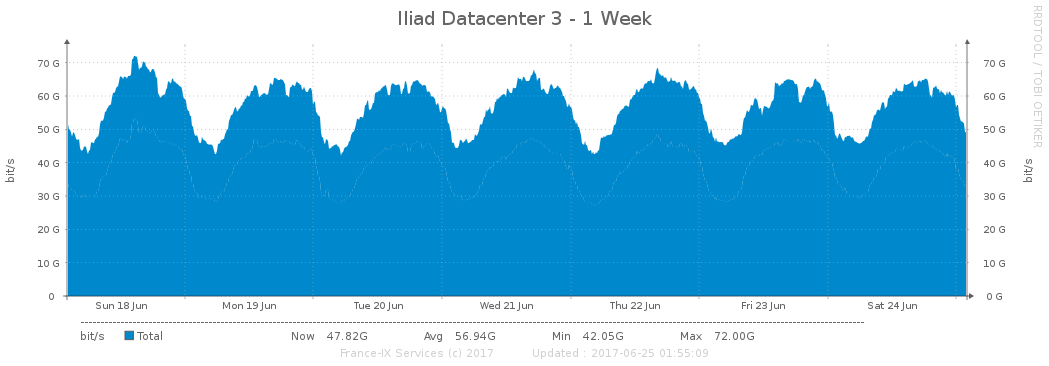 Iliad Datacenter 3 - 1 Week
RRDTOOL / TOBI OETIKER
bit/s
70 G 70 G
60 G 60 G
50 G 50 G
40 G 40 G
30 G 30 G
20 G 20 G
10 G 10 G
0 0 G
bit/s
Sun 18 Jun Mon 19 Jun Tue 20 Jun Wed 21 Jun Thu 22 Jun Fri 23 Jun Sat 24 Jun
bit/s Total Now 47.82G Avg 56.94G Min 42.05G Max 72.00G
France-IX Services (c) 2017 Updated : 2017-06-25 01:55:09